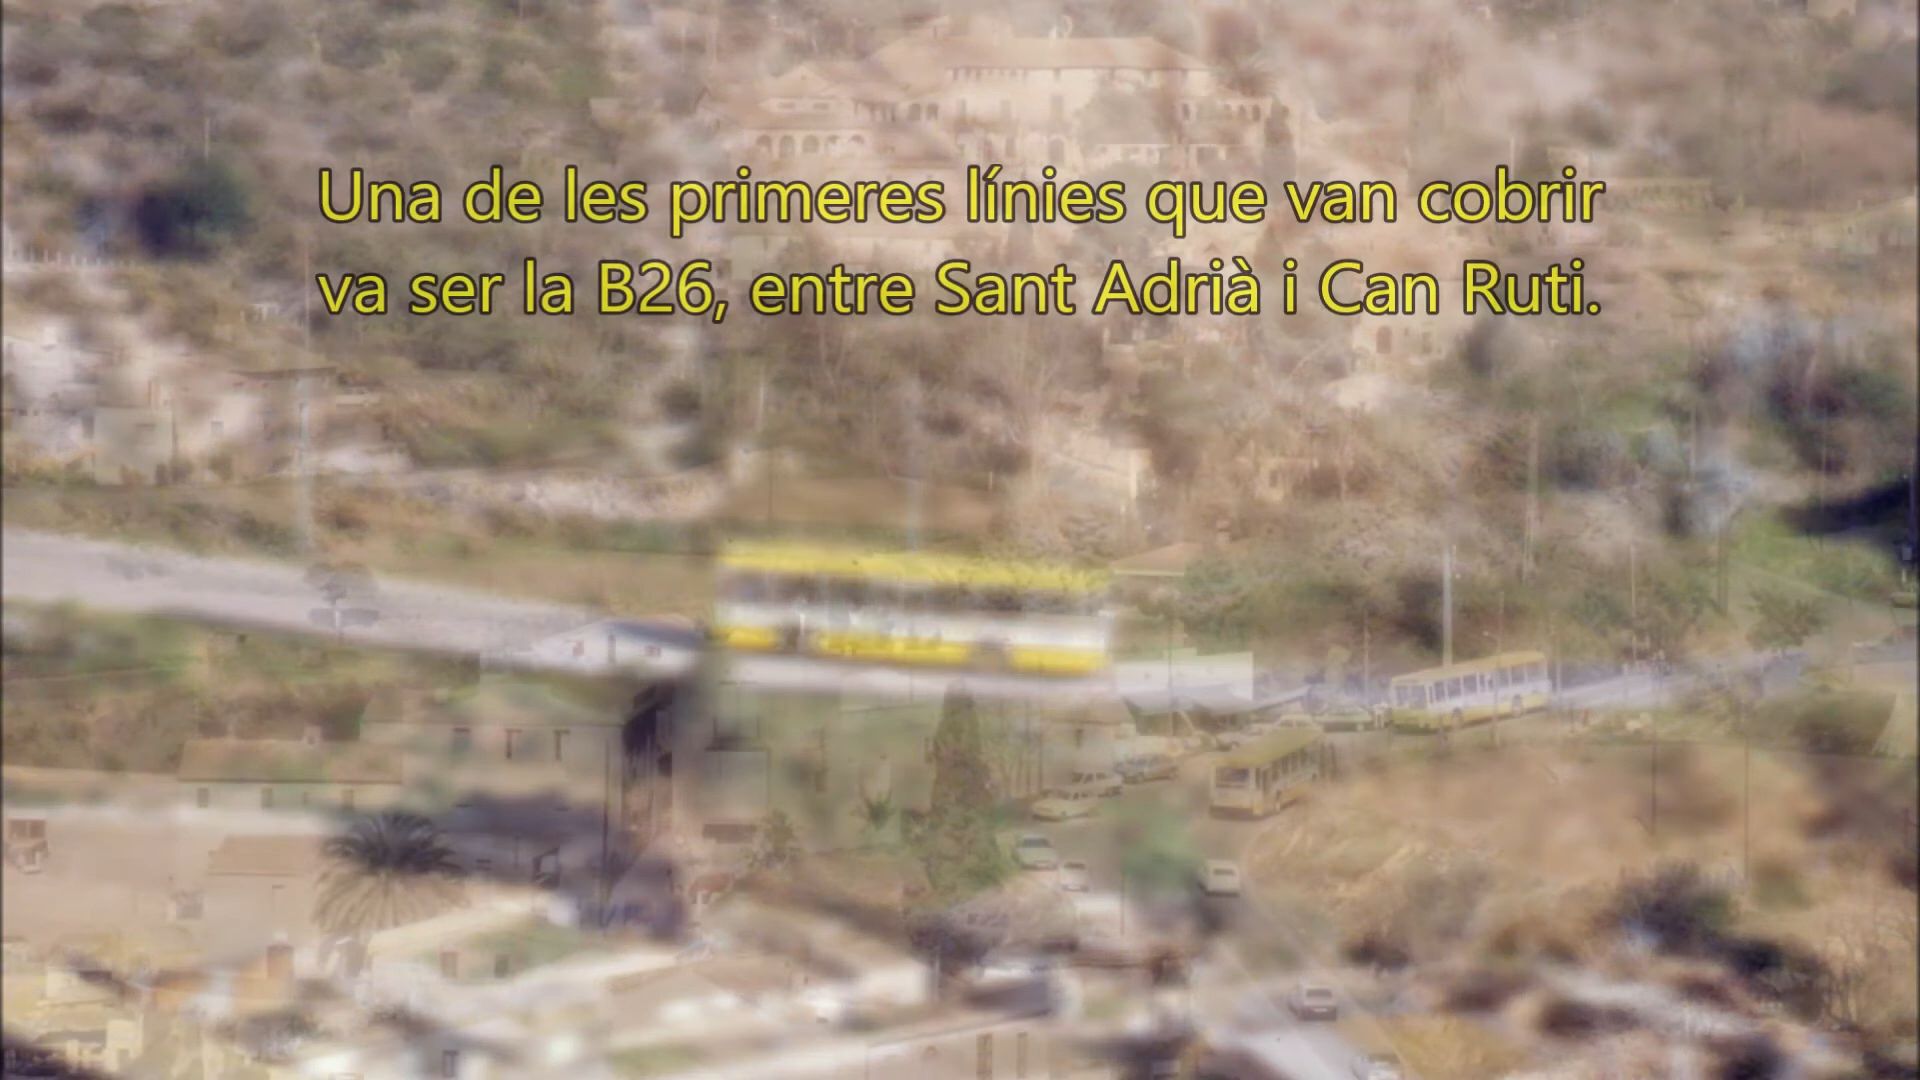 Una de les primeres línies que van cobrir
va ser la B26, entre Sant Adrià i Can Ruti.